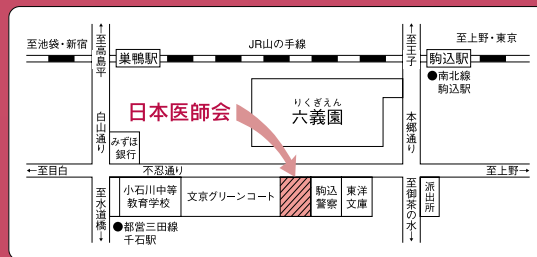 至池袋・新宿
←至高島平
巣鴨駅
JR山の手線
至王子→
至上野・東京
駒込駅
●南北線
駒込駅
りくぎえん
六義園
日本医師会
白山通り
みずほ
銀行
本郷通り
←至目白
不忍通り
至上野→
至水道橋→
小石川中等
教育学校
文京グリーンコート
駒込
警察
東洋
文庫
至御茶の水→
派出所
●都営三田線
千石駅